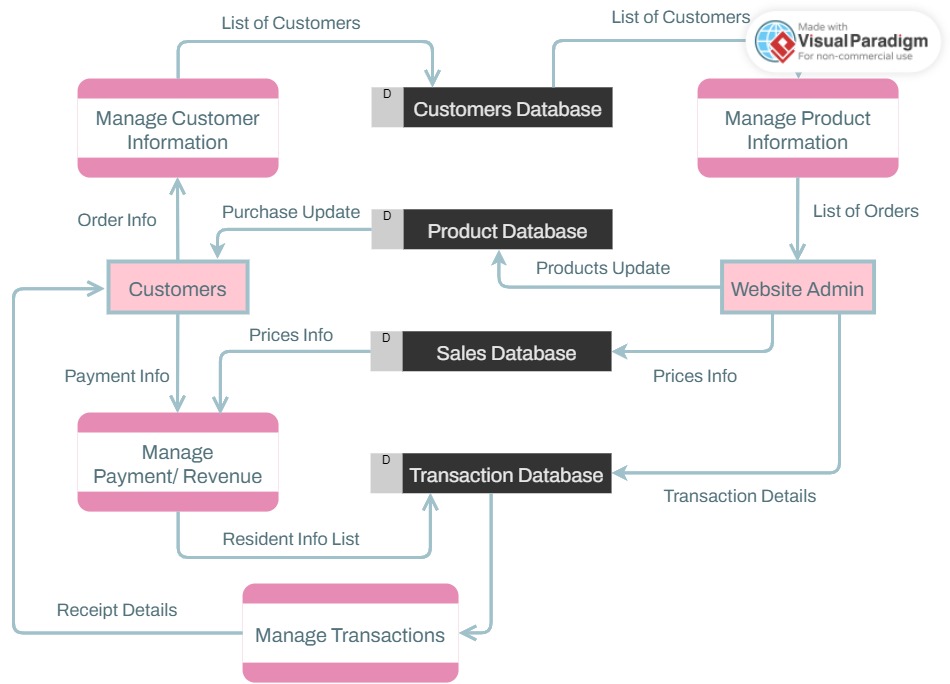 List of Customers
List of Customers
Made with
Visual Paradigm
For non-commercial use
D
Customers Database
Manage Customer
Information
Manage Product
Information
Order Info
Purchase Update
D
Product Database
List of Orders
Products Update
Customers
Website Admin
Prices Info
D
Sales Database
Payment Info
Prices Info
Manage
Payment/ Revenue
D
Transaction Database
Transaction Details
Resident Info List
Receipt Details
Manage Transactions